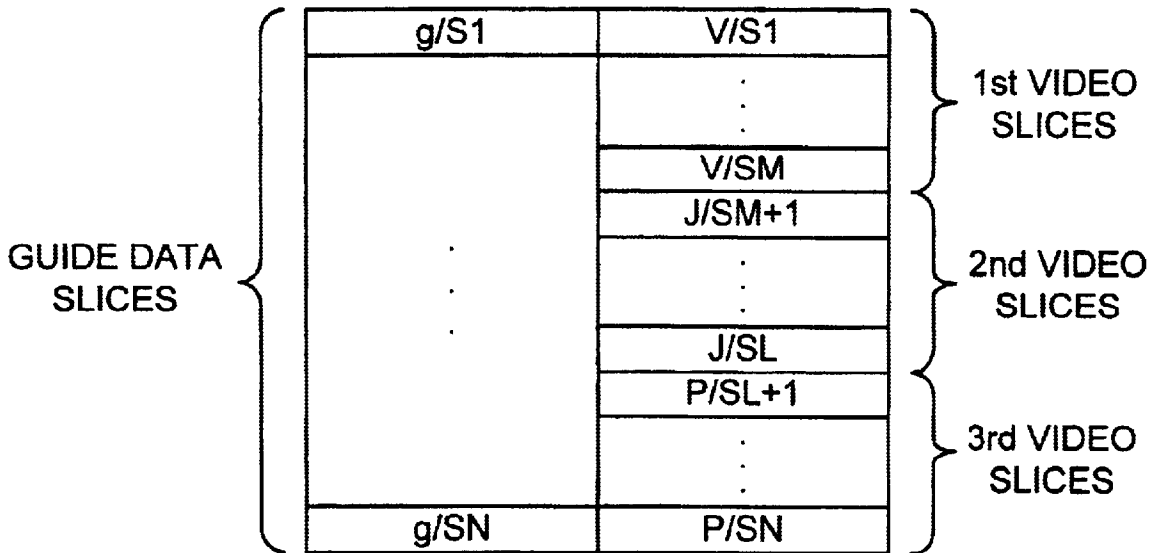 g/S1 V/S1
1st VIDEO
SLICES
V/SM
J/SM+1
GUIDE DATA
SLICES
2nd VIDEO
SLICES
J/SL
P/SL+1
3rd VIDEO
SLICES
g/SN P/SN